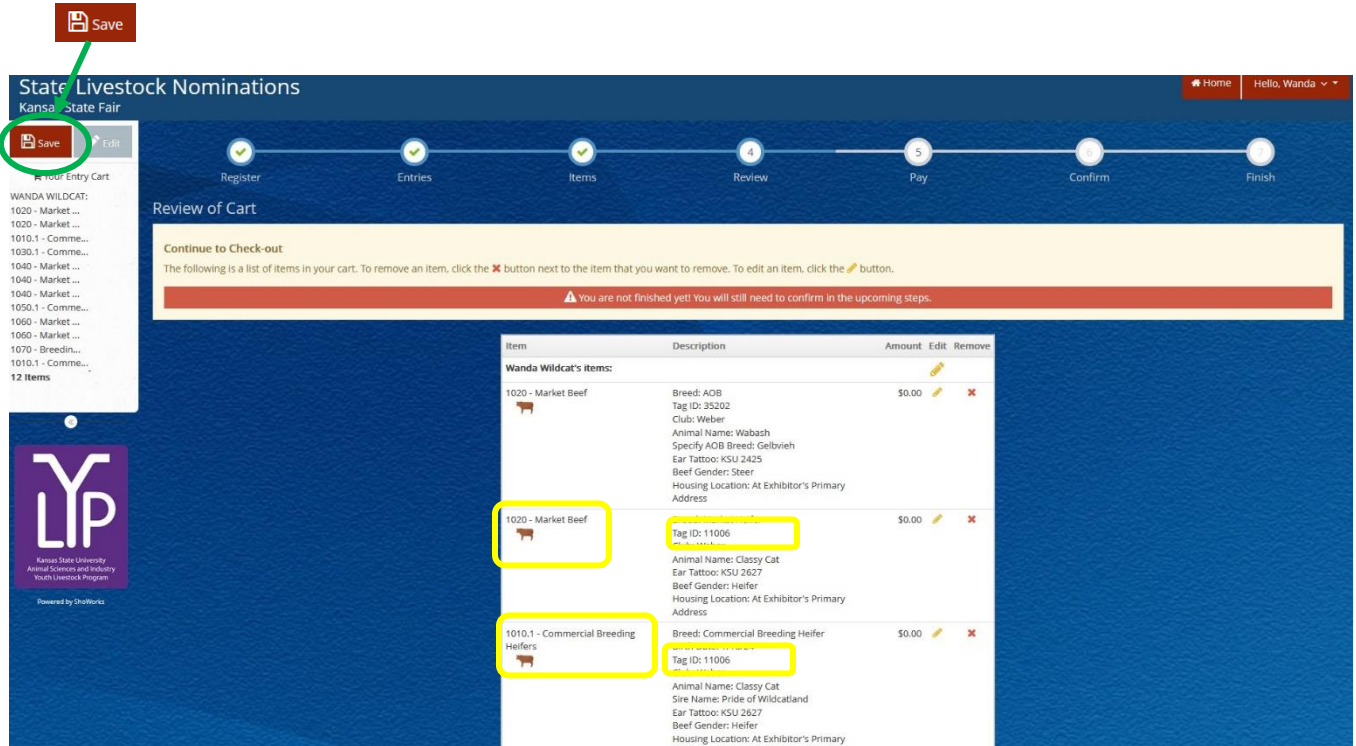 Save
State Livestock Nominations
Kansas State Fair
Home
Hello, Wanda
Save
Edit
Your Entry Cart
WANDA WILDCAT:
1020 - Market ...
1020 - Market ...
1010.1 - Comme...
1030.1 - Comme...
1040 - Market ...
1040 - Market ...
1040 - Market ...
1050.1 - Comme...
1060 - Market ...
1060 - Market ...
1070 - Breedin...
1010.1 - Comme...
12 Items
YLP
Kansas State University
Animal Sciences and Industry
Youth Livestock Program
Powered by ShoWorks
Register
Entries
Items
4
Review
5
Pay
6
Confirm
7
Finish
Review of Cart
Continue to Check-out
The following is a list of items in your cart. To remove an item, click the button next to the item that you want to remove. To edit an item, click the button.
You are not finished yet! You will still need to confirm in the upcoming steps.
Item Description Amount Edit Remove
Wanda Wildcat's items:
1020 - Market Beef
Breed: AOB
$0.00
Tag ID: 35202
Club: Weber
Animal Name: Wabash
Specify AOB Breed: Gelbvieh
Ear Tattoo: KSU 2425
Beef Gender: Steer
Housing Location: At Exhibitor's Primary
Address
1020 - Market Beef
$0.00
Tag ID: 11006
Animal Name: Classy Cat
Ear Tattoo: KSU 2627
Beef Gender: Heifer
Housing Location: At Exhibitor's Primary
Address
1010.1 - Commercial Breeding
Heifers
Breed: Commercial Breeding Heifer
$0.00
Tag ID: 11006
Animal Name: Classy Cat
Sire Name: Pride of Wildcatland
Ear Tattoo: KSU 2627
Beef Gender: Heifer
Housing Location: At Exhibitor's Primary